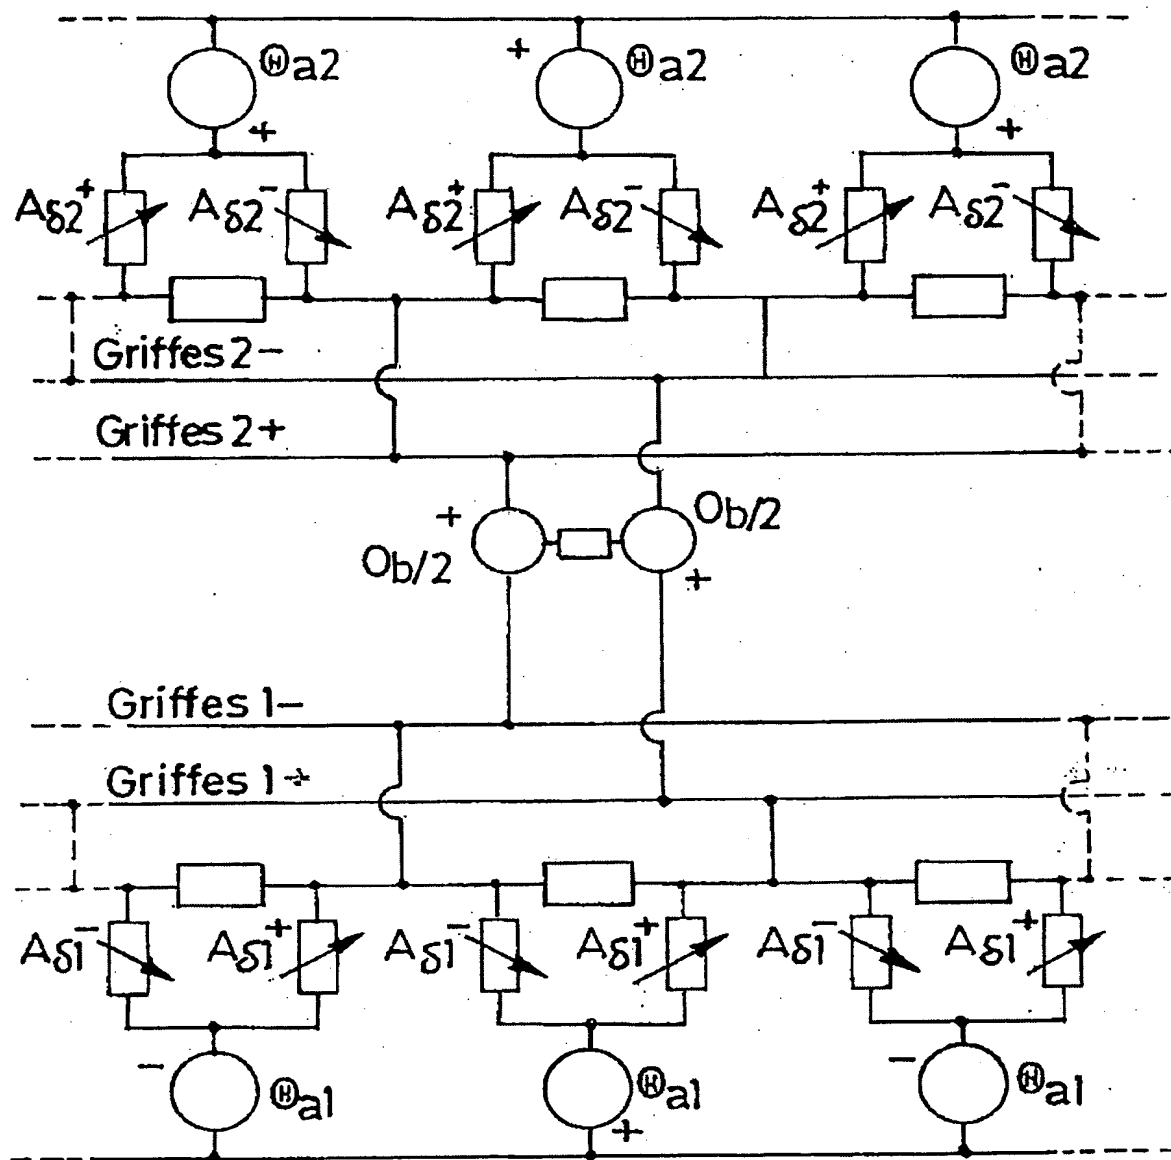 Θa2 + Θa2 Θa2
+ +
Aδ2+ Aδ2- Aδ2+ Aδ2- Aδ2+ Aδ2-
Griffes 2-
Griffes 2+
+ Ob/2
Ob/2 +
Griffes 1-
Griffes 1+
Aδ1- Aδ1+ Aδ1- Aδ1+ Aδ1- Aδ1+
- Θa1 Θa1 - Θa1
+